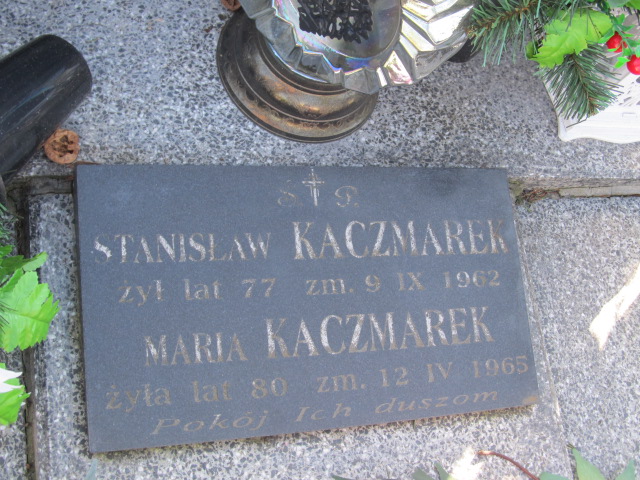 Ś † P.
STANISŁAW KACZMAREK
żył lat 77 zm. 9 IX 1962
MARIA KACZMAREK
żyła lat 80 zm. 12 IV 1965
Pokój Ich duszom